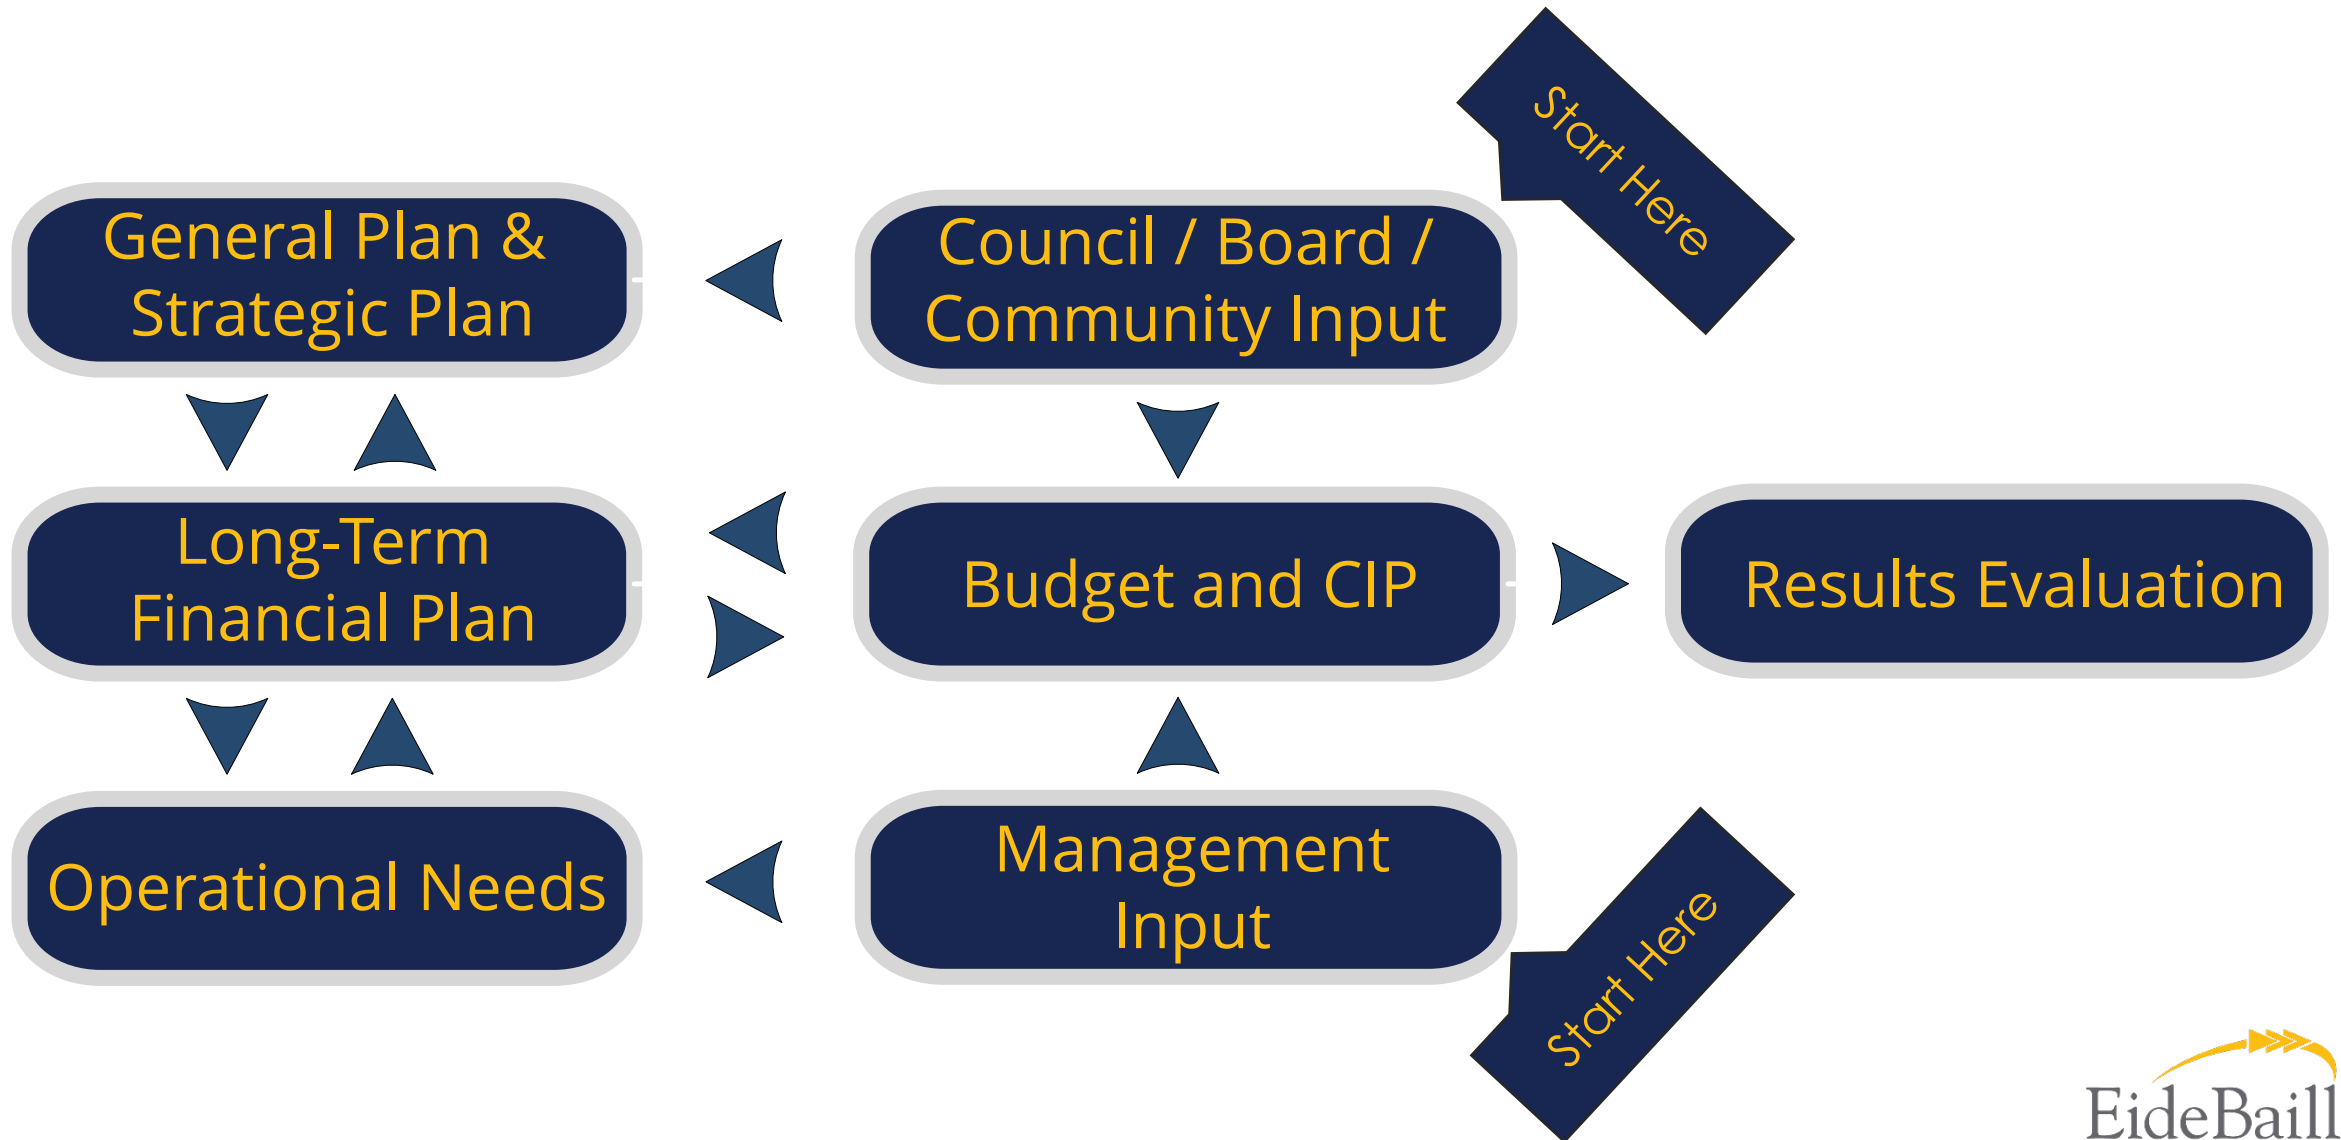 Start Here
General Plan &
Strategic Plan
Council / Board /
Community Input
Long-Term
Financial Plan
Budget and CIP
Results Evaluation
Operational Needs
Management
Input
Start Here
EideBaill